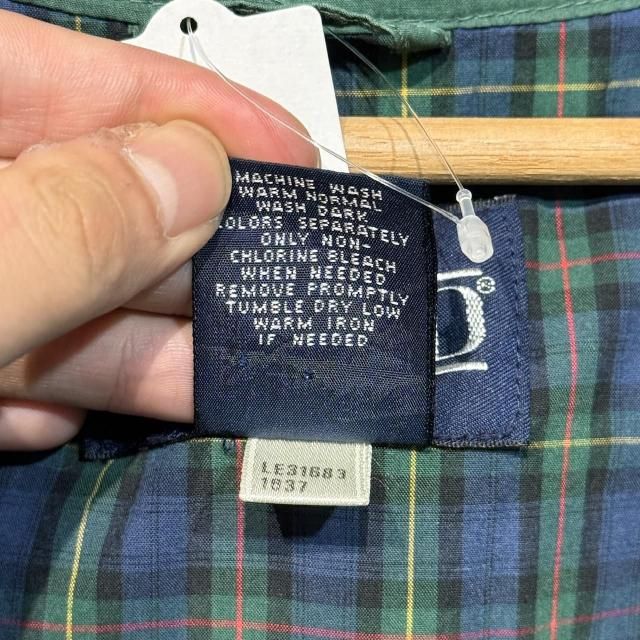 MACHINE WASH
WARM NORMAL
WASH DARK
COLORS SEPARATELY
ONLY NON-
CHLORINE BLEACH
WHEN NEEDED
REMOVE PROMPTLY
TUMBLE DRY LOW
WARM IRON
IF NEEDED
D®
LE31683
1637